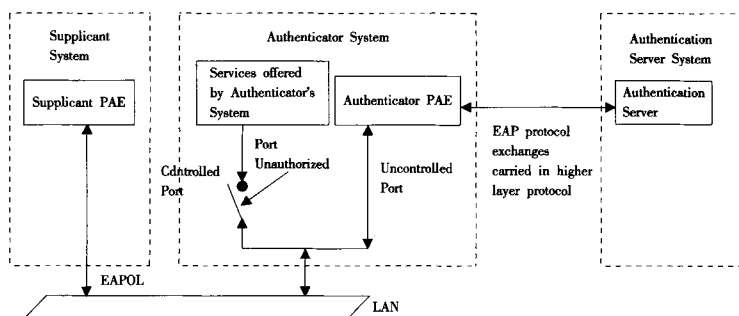 Supplicant
System
Supplicant PAE
Authenticator System
Services offered
by Authenticator's
System
Authenticator PAE
Port
Unauthorized
Cdntrolled
Port
Uncontrolled
Port
EAP protocol
exchanges
carried in higher
layer protocol
Authentication
Server System
Authentication
Server
EAPOL
LAN